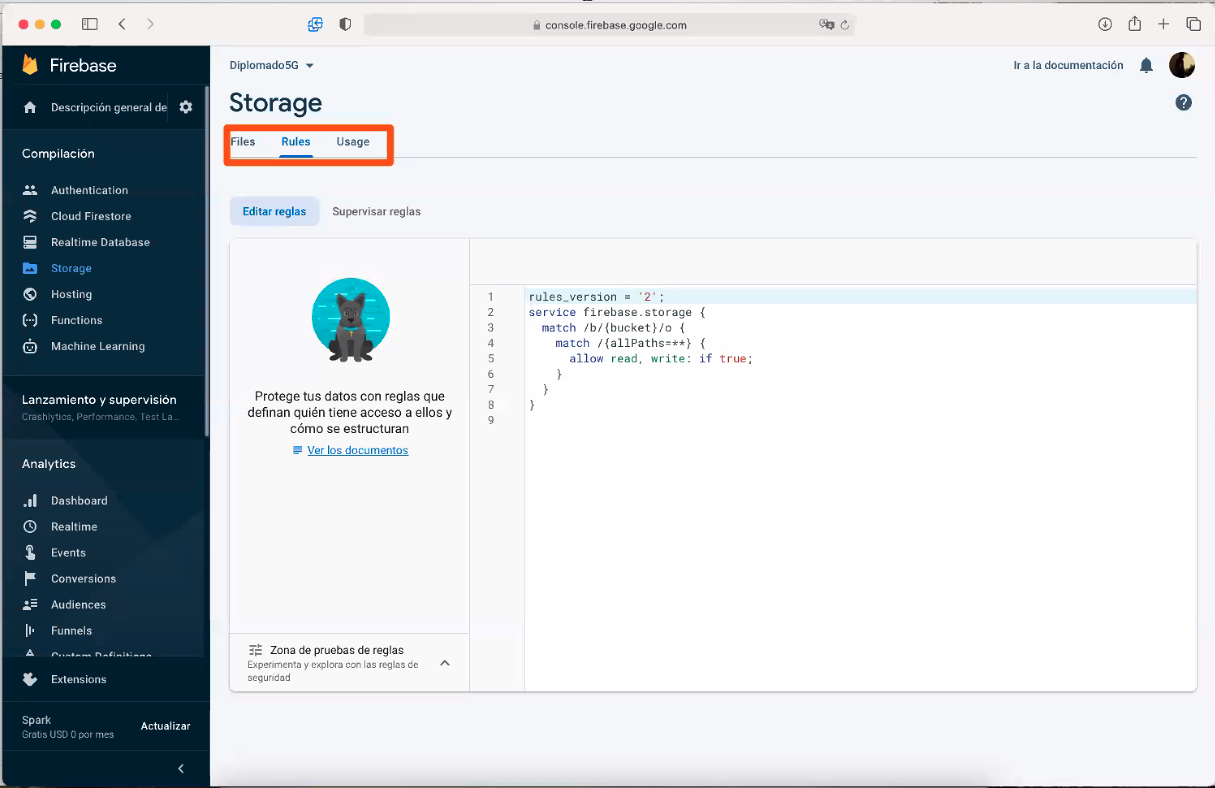 console.firebase.google.com
Firebase
Descripción general de
Compilación
Authentication
Cloud Firestore
Realtime Database
Storage
Hosting
Functions
Machine Learning
Lanzamiento y supervisión
Crashlytics, Performance, Test La...
Analytics
Dashboard
Realtime
Events
Conversions
Audiences
Funnels
Custom Definitions
Extensions
Spark
Gratis USD 0 por mes
Actualizar
Diplomado5G
Ir a la documentación
Storage
Files Rules Usage
Editar reglas Supervisar reglas
Protege tus datos con reglas que
definan quién tiene acceso a ellos y
cómo se estructuran
Ver los documentos
Zona de pruebas de reglas
Experimenta y explora con las reglas de
seguridad
1 rules_version = '2';
2 service firebase.storage {
3 match /b/{bucket}/o {
4 match /{allPaths=**} {
5 allow read, write: if true;
6 }
7 }
8 }
9